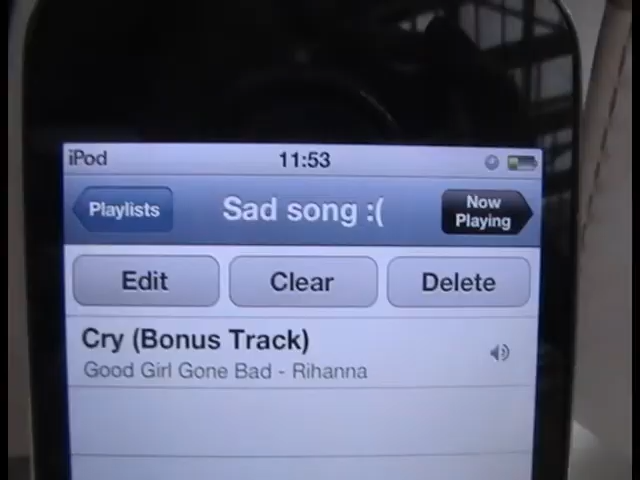 iPod 11:53
Playlists
Sad song :(
Now
Playing
Edit Clear Delete
Cry (Bonus Track)
Good Girl Gone Bad - Rihanna